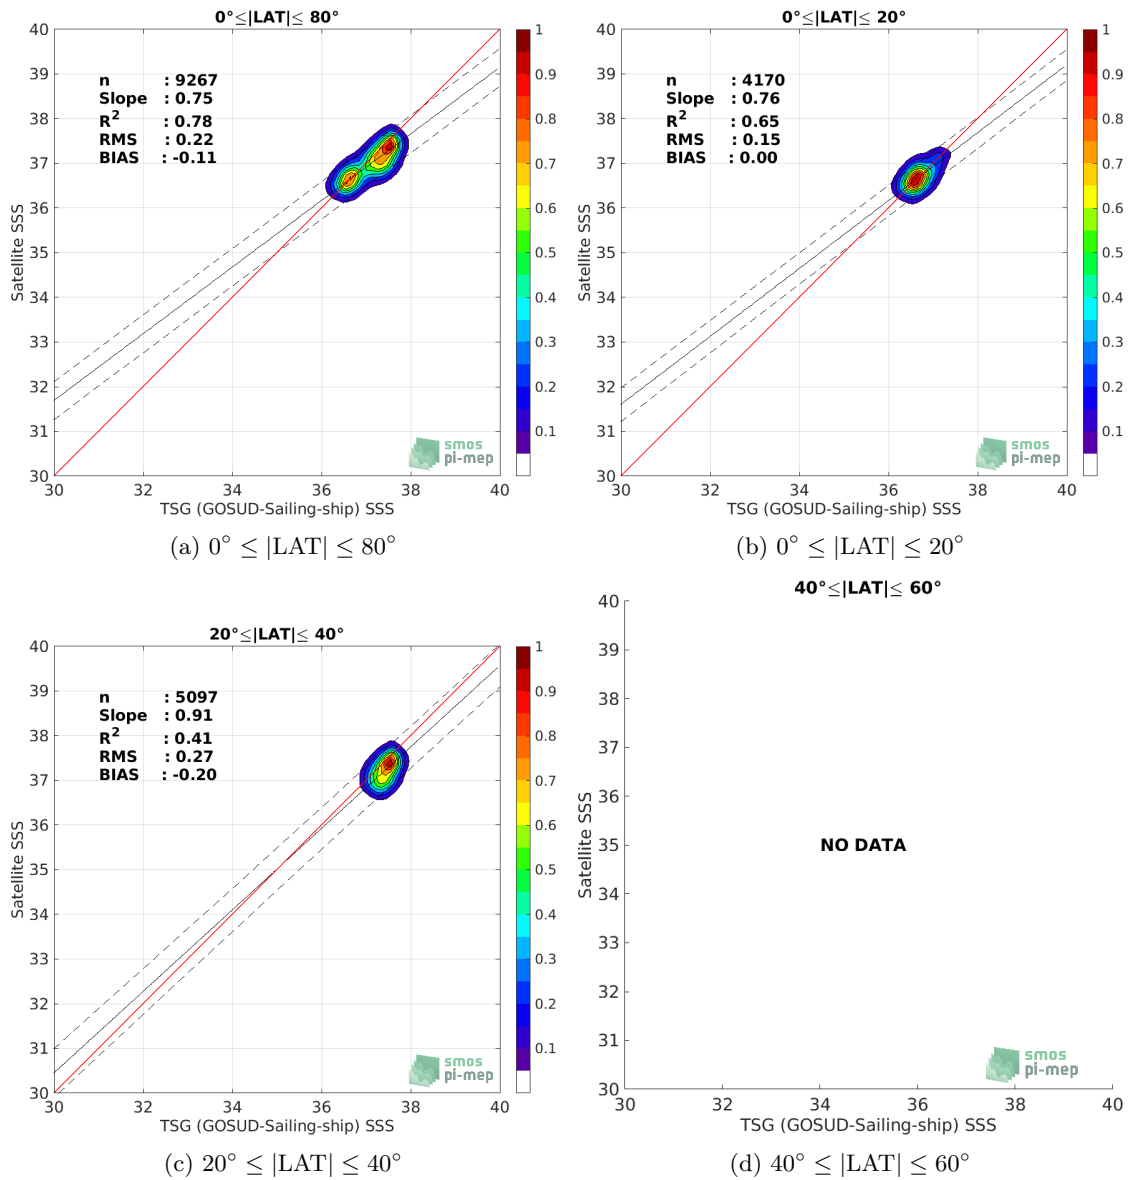 0°≤|LAT|≤ 80°
n : 9267
Slope : 0.75
R² : 0.78
RMS : 0.22
BIAS : -0.11
40
39
38
37
36
35
34
33
32
31
30
Satellite SSS
30 32 34 36 38 40
TSG (GOSUD-Sailing-ship) SSS
1
0.9
0.8
0.7
0.6
0.5
0.4
0.3
0.2
0.1
smos
pi-mep
(a) 0° ≤ |LAT| ≤ 80°
0°≤|LAT|≤ 20°
n : 4170
Slope : 0.76
R² : 0.65
RMS : 0.15
BIAS : 0.00
40
39
38
37
36
35
34
33
32
31
30
Satellite SSS
30 32 34 36 38 40
TSG (GOSUD-Sailing-ship) SSS
1
0.9
0.8
0.7
0.6
0.5
0.4
0.3
0.2
0.1
smos
pi-mep
(b) 0° ≤ |LAT| ≤ 20°
20°≤|LAT|≤ 40°
n : 5097
Slope : 0.91
R² : 0.41
RMS : 0.27
BIAS : -0.20
40
39
38
37
36
35
34
33
32
31
30
Satellite SSS
30 32 34 36 38 40
TSG (GOSUD-Sailing-ship) SSS
1
0.9
0.8
0.7
0.6
0.5
0.4
0.3
0.2
0.1
smos
pi-mep
(c) 20° ≤ |LAT| ≤ 40°
40°≤|LAT|≤ 60°
40
39
38
37
36
35
34
33
32
31
30
Satellite SSS
NO DATA
30 32 34 36 38 40
TSG (GOSUD-Sailing-ship) SSS
smos
pi-mep
(d) 40° ≤ |LAT| ≤ 60°